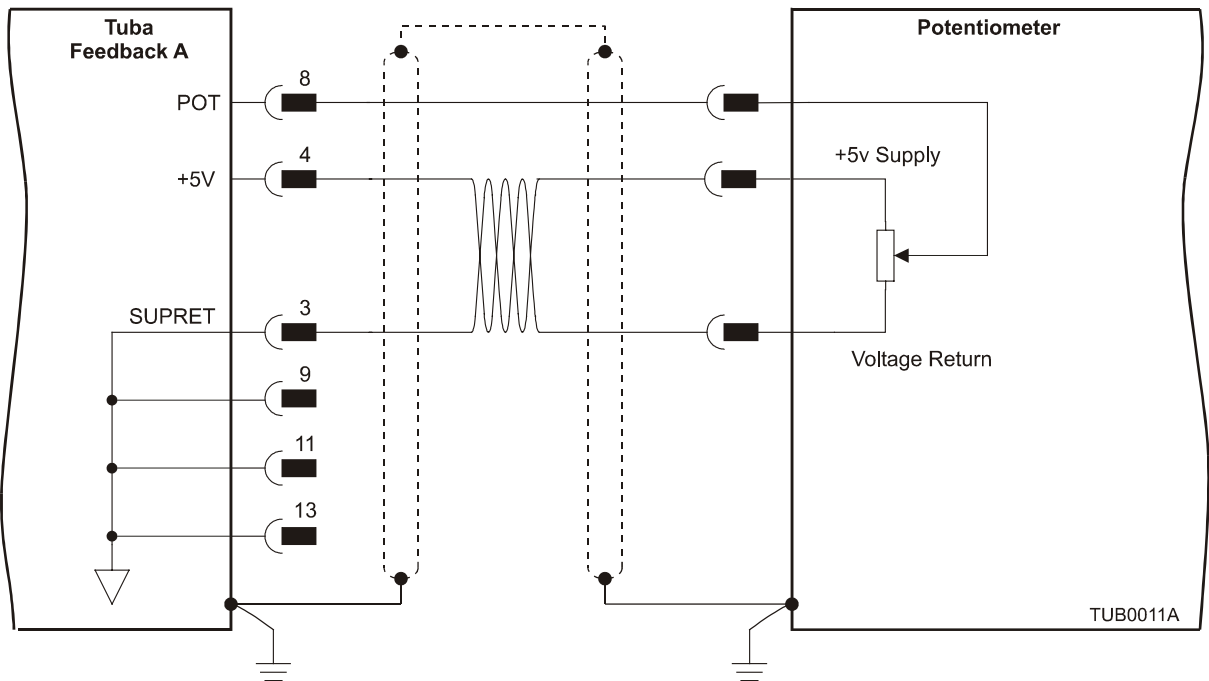 Tuba
Feedback A
Potentiometer
8
POT
4
+5v Supply
+5V
3
SUPRET
Voltage Return
9
11
13
TUB0011A